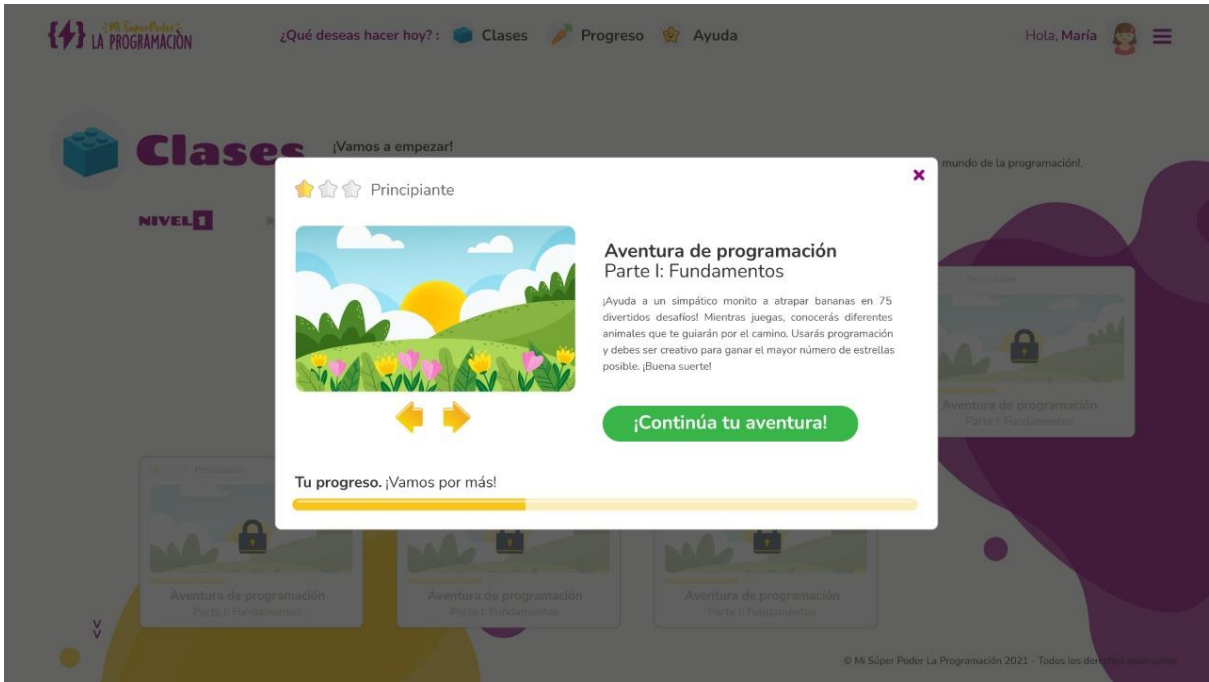 Mi SuperPoder
LA PROGRAMACIÒN
¿Qué deseas hacer hoy? : Clases Progreso Ayuda
Hola, María
Clases
¡Vamos a empezar!
mundo de la programación!.
NIVEL 1
Principiante
Aventura de programación
Parte I: Fundamentos
¡Ayuda a un simpático monito a atrapar bananas en 75
divertidos desafíos! Mientras juegas, conocerás diferentes
animales que te guiarán por el camino. Usarás programación
y debes ser creativo para ganar el mayor número de estrellas
posible. ¡Buena suerte!
¡Continúa tu aventura!
Tu progreso. ¡Vamos por más!
Principiante
Aventura de programación
Parte I: Fundamentos
Principiante
Aventura de programación
Parte I: Fundamentos
Aventura de programación
Parte I: Fundamentos
Aventura de programación
Parte I: Fundamentos
© Mi Súper Poder La Programación 2021 - Todos los derechos reservados